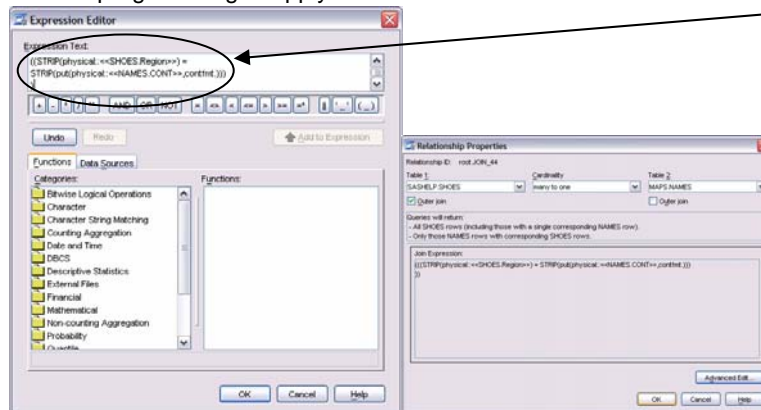 Expression Editor
Expression Text:
((STRIP(physical::<<SHOES.Region>>) =
STRIP(put(physical::<<NAMES.CONT>>,contfmt.)))
)
+ - * / ** AND OR NOT
Undo Redo Add to Expression
Functions Data Sources
Categories: Functions:
Bitwise Logical Operations
Character
Character String Matching
Counting Aggregation
Date and Time
DBCS
Descriptive Statistics
External Files
Financial
Mathematical
Non-counting Aggregation
Probability
Quantile
OK Cancel Help
Relationship Properties
Relationship ID: root.JOIN_44
Table 1: Cardinality Table 2:
SASHELP.SHOES many to one MAPS.NAMES
Outer join Outer join
Queries will return:
- All SHOES rows (including those with a single corresponding NAMES row).
- Only those NAMES rows with corresponding SHOES rows.
Join Expression:
(((STRIP(physical::<<SHOES.Region>>) = STRIP(put(physical::<<NAMES.CONT>>,contfmt.)))
))
Advanced Edit...
OK Cancel Help